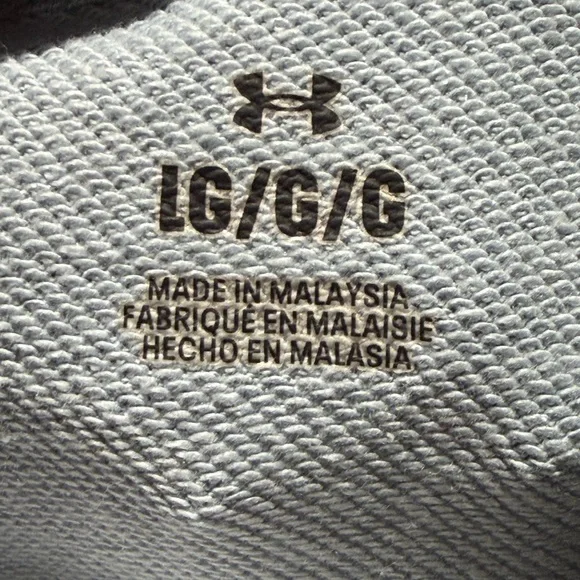 LG/G/G
MADE IN MALAYSIA
FABRIQUÉ EN MALAISIE
HECHO EN MALASIA